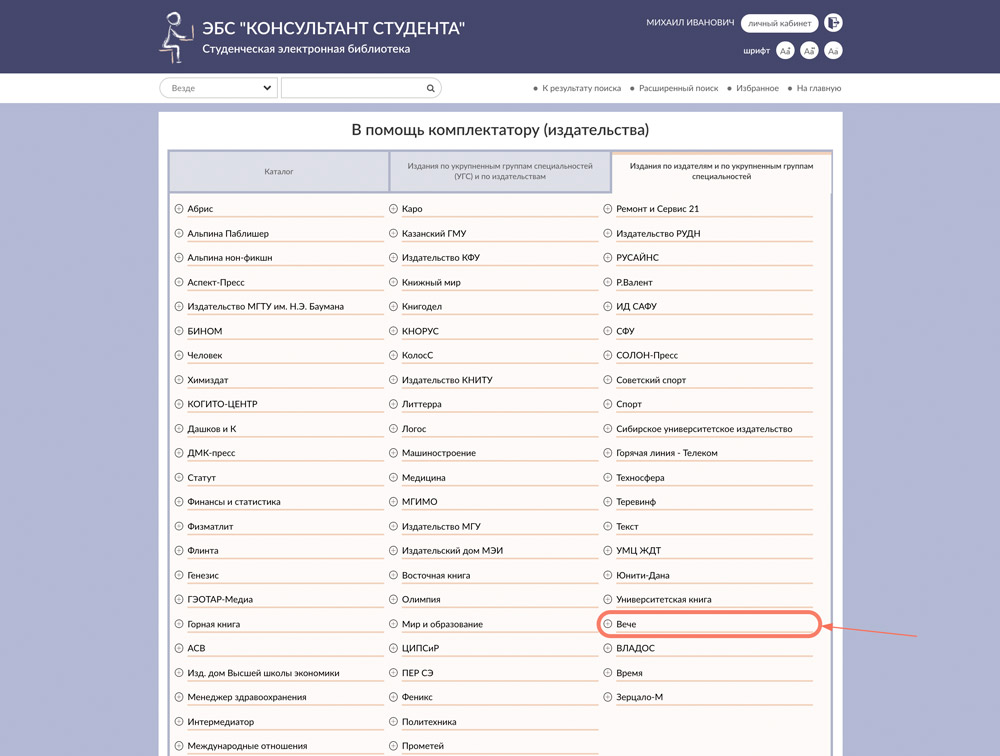 ЭБС "КОНСУЛЬТАНТ СТУДЕНТА"
Студенческая электронная библиотека
МИХАИЛ ИВАНОВИЧ личный кабинет
шрифт Aa+ Aa- Aa
Везде
К результату поиска Расширенный поиск Избранное На главную
В помощь комплектатору (издательства)
Каталог
Издания по укрупненным группам специальностей
(УГС) и по издательствам
Издания по издателям и по укрупненным группам
специальностей
Абрис
Альпина Паблишер
Альпина нон-фикшн
Аспект-Пресс
Издательство МГТУ им. Н.Э. Баумана
БИНОМ
Человек
Химиздат
КОГИТО-ЦЕНТР
Дашков и К
ДМК-пресс
Статут
Финансы и статистика
Физматлит
Флинта
Генезис
ГЭОТАР-Медиа
Горная книга
АСВ
Изд. дом Высшей школы экономики
Менеджер здравоохранения
Интермедиатор
Международные отношения
Каро
Казанский ГМУ
Издательство КФУ
Книжный мир
Книгодел
КНОРУС
КолосС
Издательство КНИТУ
Литтерра
Логос
Машиностроение
Медицина
МГИМО
Издательство МГУ
Издательский дом МЭИ
Восточная книга
Олимпия
Мир и образование
ЦИПСиР
ПЕР СЭ
Феникс
Политехника
Прометей
Ремонт и Сервис 21
Издательство РУДН
РУСАЙНС
Р.Валент
ИД САФУ
СФУ
СОЛОН-Пресс
Советский спорт
Спорт
Сибирское университетское издательство
Горячая линия - Телеком
Техносфера
Теревинф
Текст
УМЦ ЖДТ
Юнити-Дана
Университетская книга
Вече
ВЛАДОС
Время
Зерцало-М